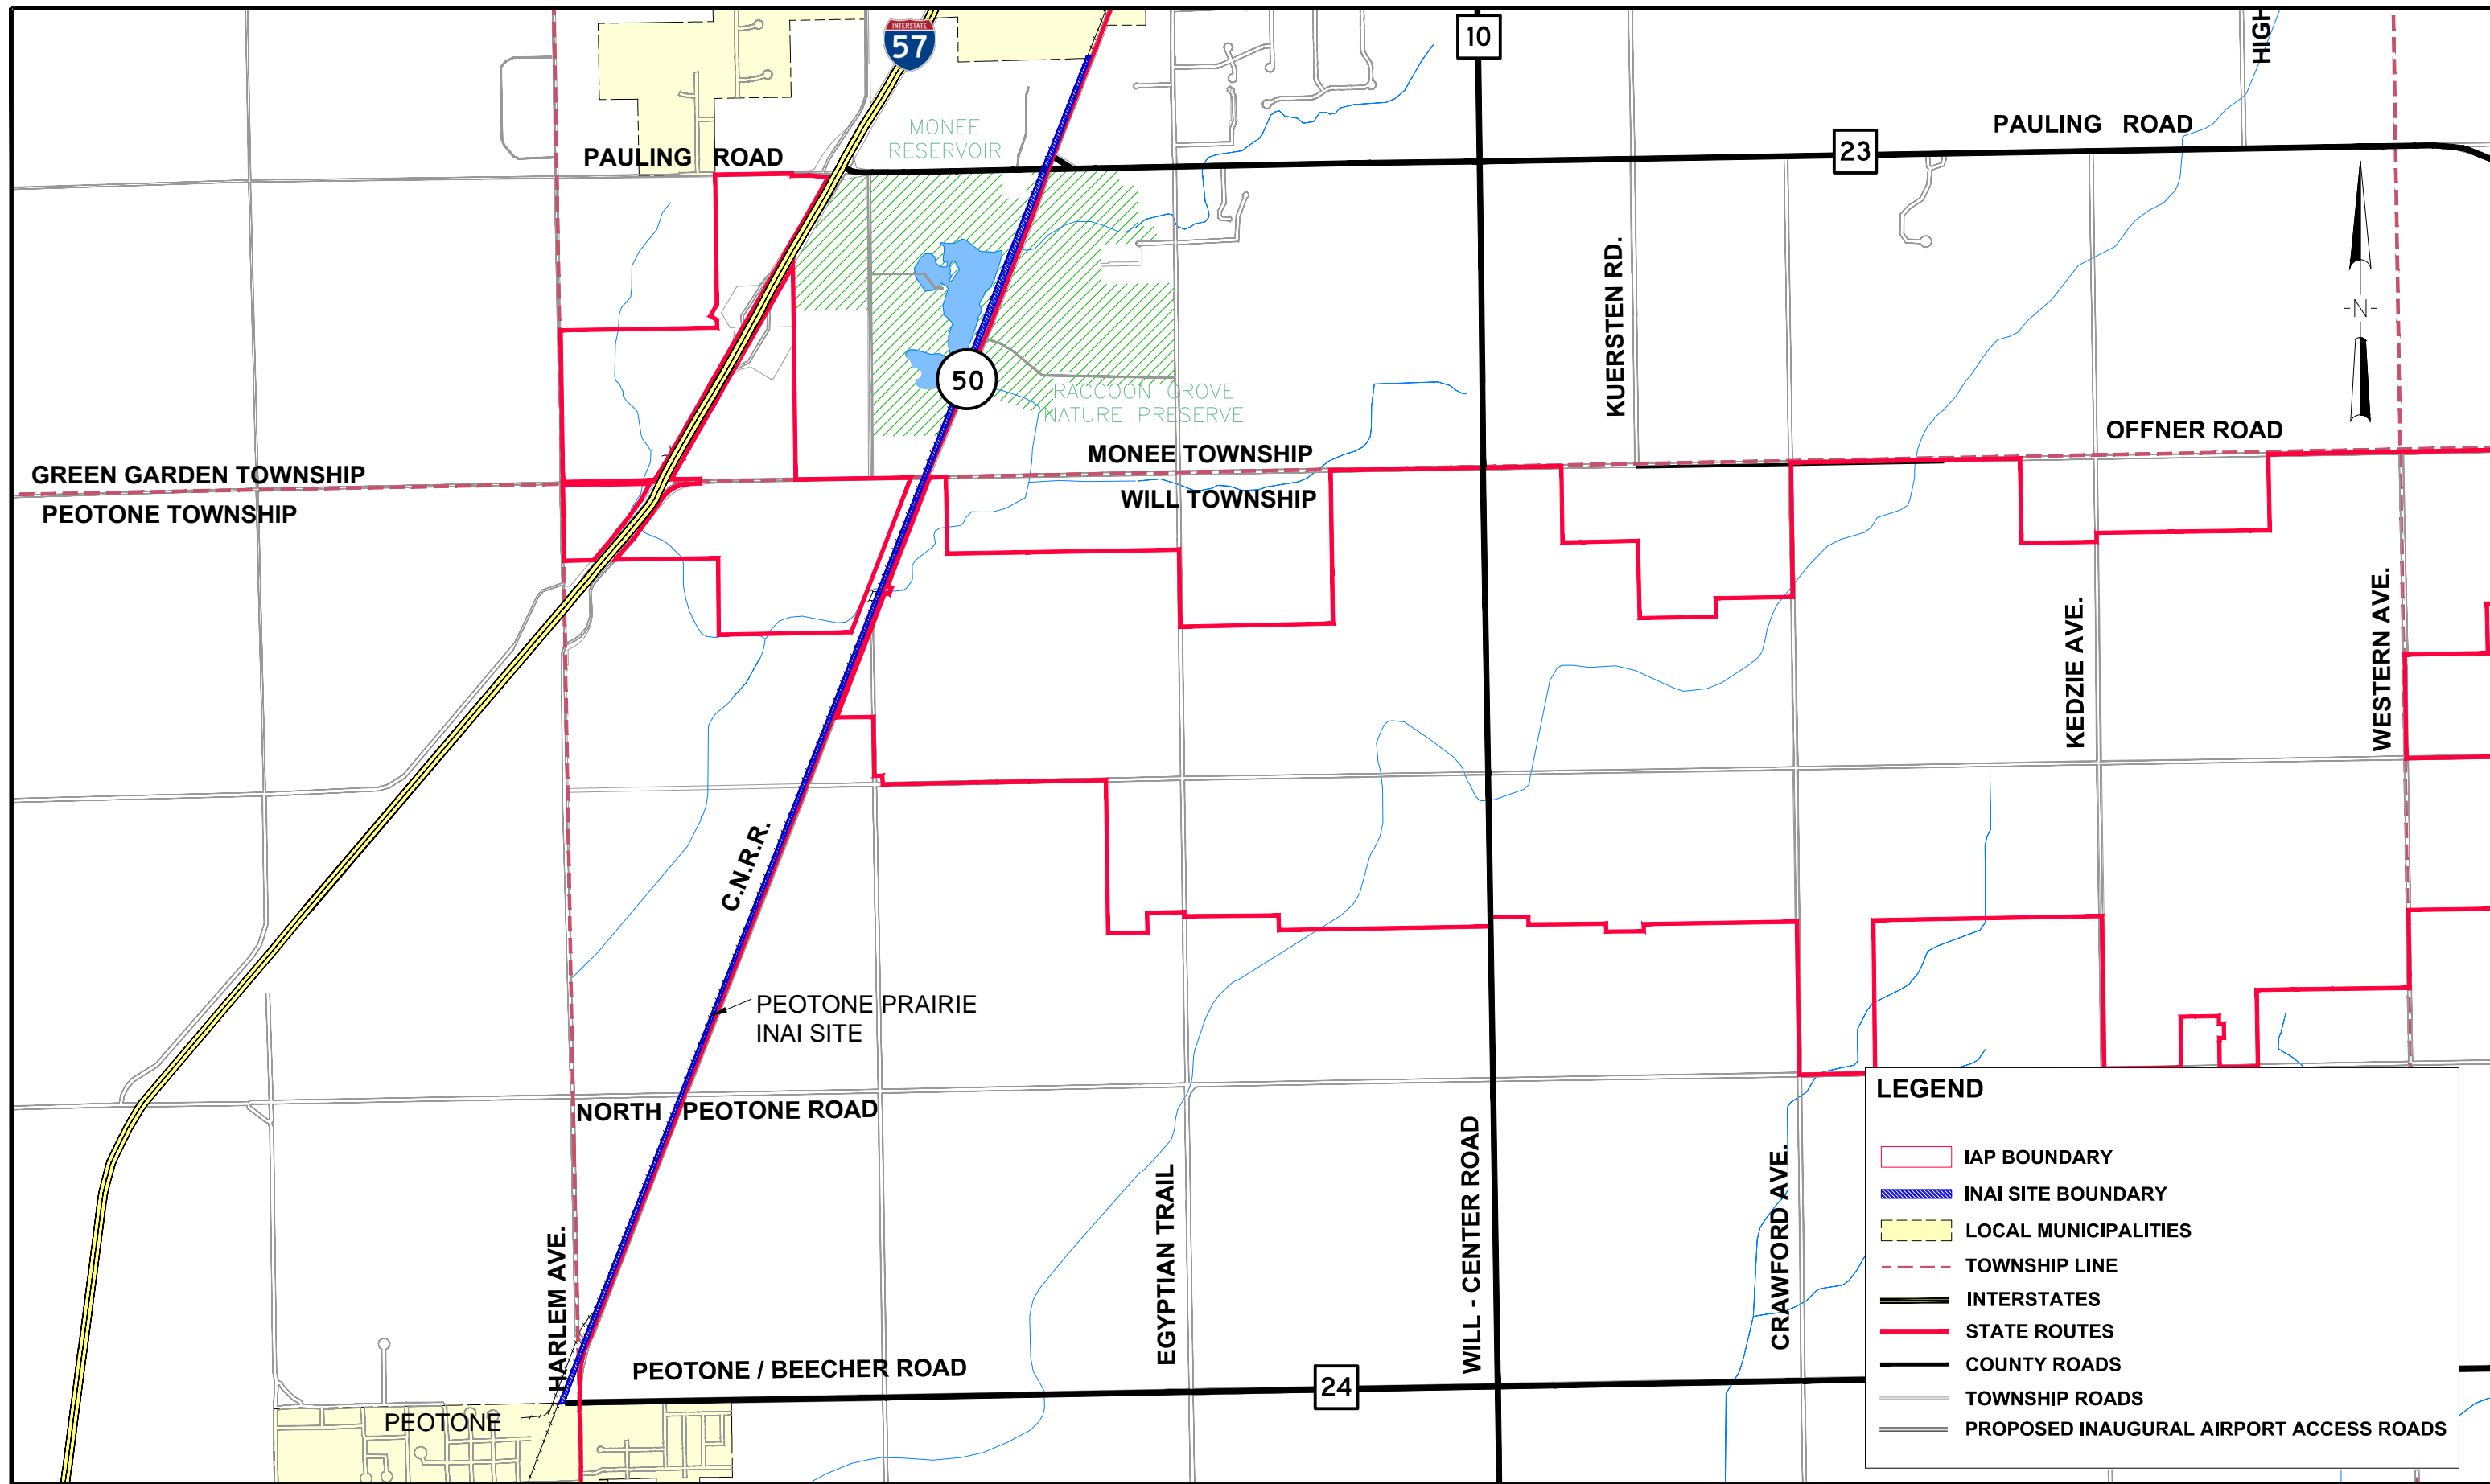 INTERSTATE
57
10
HIGH
MONEE
RESERVOIR
PAULING ROAD
PAULING ROAD
23
KUERSTEN RD.
-N-
50
RACCOON GROVE
NATURE PRESERVE
OFFNER ROAD
MONEE TOWNSHIP
GREEN GARDEN TOWNSHIP
WILL TOWNSHIP
PEOTONE TOWNSHIP
KEDZIE AVE.
WESTERN AVE.
C.N.R.R.
PEOTONE PRAIRIE
INAI SITE
NORTH PEOTONE ROAD
HARLEM AVE.
EGYPTIAN TRAIL
WILL - CENTER ROAD
CRAWFORD AVE.
PEOTONE / BEECHER ROAD
24
PEOTONE
LEGEND
IAP BOUNDARY
INAI SITE BOUNDARY
LOCAL MUNICIPALITIES
TOWNSHIP LINE
INTERSTATES
STATE ROUTES
COUNTY ROADS
TOWNSHIP ROADS
PROPOSED INAUGURAL AIRPORT ACCESS ROADS